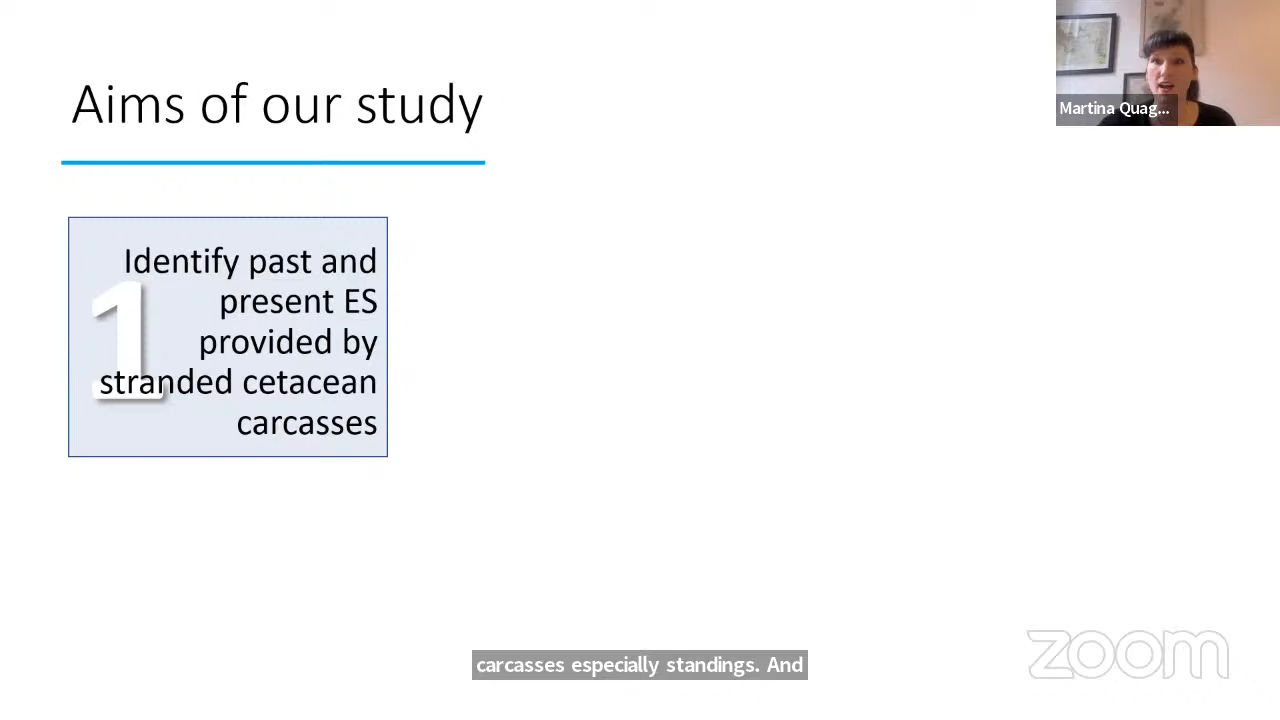 Aims of our study
Martina Quag...
1
Identify past and
present ES
provided by
stranded cetacean
carcasses
carcasses especially standings. And
zoom